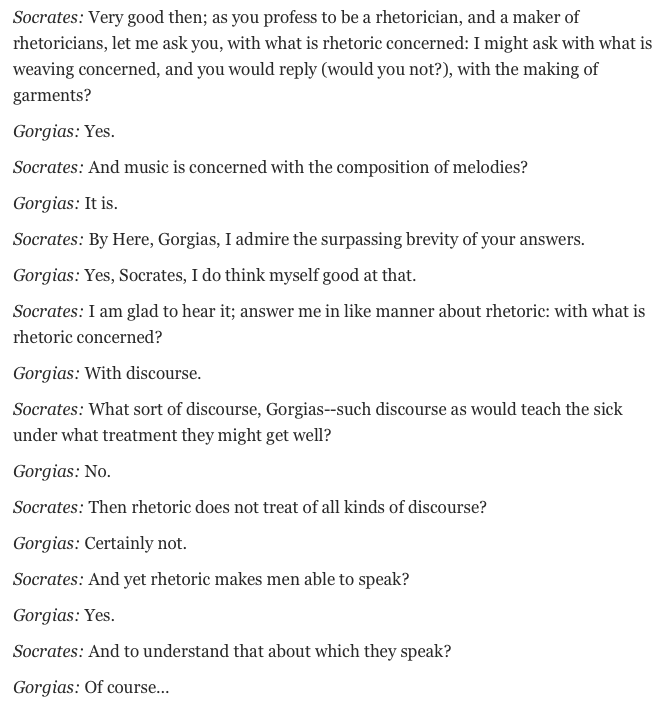 Socrates: Very good then; as you profess to be a rhetorician, and a maker of
rhetoricians, let me ask you, with what is rhetoric concerned: I might ask with what is
weaving concerned, and you would reply (would you not?), with the making of
garments?
Gorgias: Yes.
Socrates: And music is concerned with the composition of melodies?
Gorgias: It is.
Socrates: By Here, Gorgias, I admire the surpassing brevity of your answers.
Gorgias: Yes, Socrates, I do think myself good at that.
Socrates: I am glad to hear it; answer me in like manner about rhetoric: with what is
rhetoric concerned?
Gorgias: With discourse.
Socrates: What sort of discourse, Gorgias--such discourse as would teach the sick
under what treatment they might get well?
Gorgias: No.
Socrates: Then rhetoric does not treat of all kinds of discourse?
Gorgias: Certainly not.
Socrates: And yet rhetoric makes men able to speak?
Gorgias: Yes.
Socrates: And to understand that about which they speak?
Gorgias: Of course...